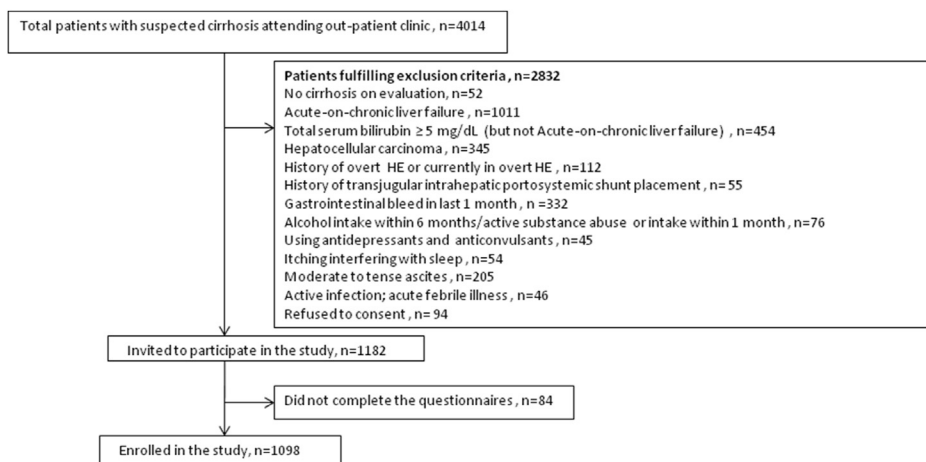 Total patients with suspected cirrhosis attending out-patient clinic , n=4014
Patients fulfilling exclusion criteria , n=2832
No cirrhosis on evaluation, n=52
Acute-on-chronic liver failure , n=1011
Total serum bilirubin ≥ 5 mg/dL (but not Acute-on-chronic liver failure) , n=454
Hepatocellular carcinoma, n=345
History of overt HE or currently in overt HE, n=112
History of transjugular intrahepatic portosystemic shunt placement, n= 55
Gastrointestinal bleed in last 1 month , n =332
Alcohol intake within 6 months/active substance abuse or intake within 1 month, n=76
Using antidepressants and anticonvulsants, n=45
Itching interfering with sleep , n=54
Moderate to tense ascites, n=205
Active infection; acute febrile illness , n=46
Refused to consent , n= 94
Invited to participate in the study, n=1182
Did not complete the questionnaires , n=84
Enrolled in the study, n=1098